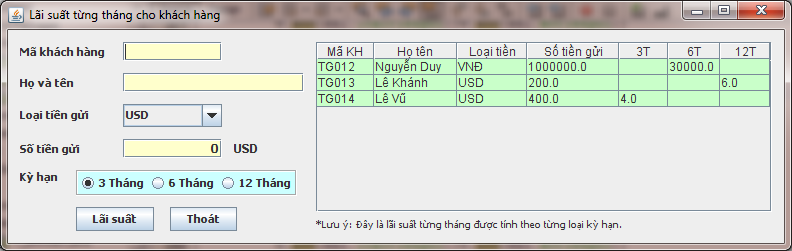 Lãi suất từng tháng cho khách hàng
Mã khách hàng
Họ và tên
Loại tiền gửi USD
Số tiền gửi 0 USD
Kỳ hạn 3 Tháng 6 Tháng 12 Tháng
Lãi suất Thoát
Mã KH Họ tên Loại tiền Số tiền gửi 3T 6T 12T
TG012 Nguyễn Duy VNĐ 1000000.0 30000.0
TG013 Lê Khánh USD 200.0 6.0
TG014 Lê Vũ USD 400.0 4.0
*Lưu ý: Đây là lãi suất từng tháng được tính theo từng loại kỳ hạn.